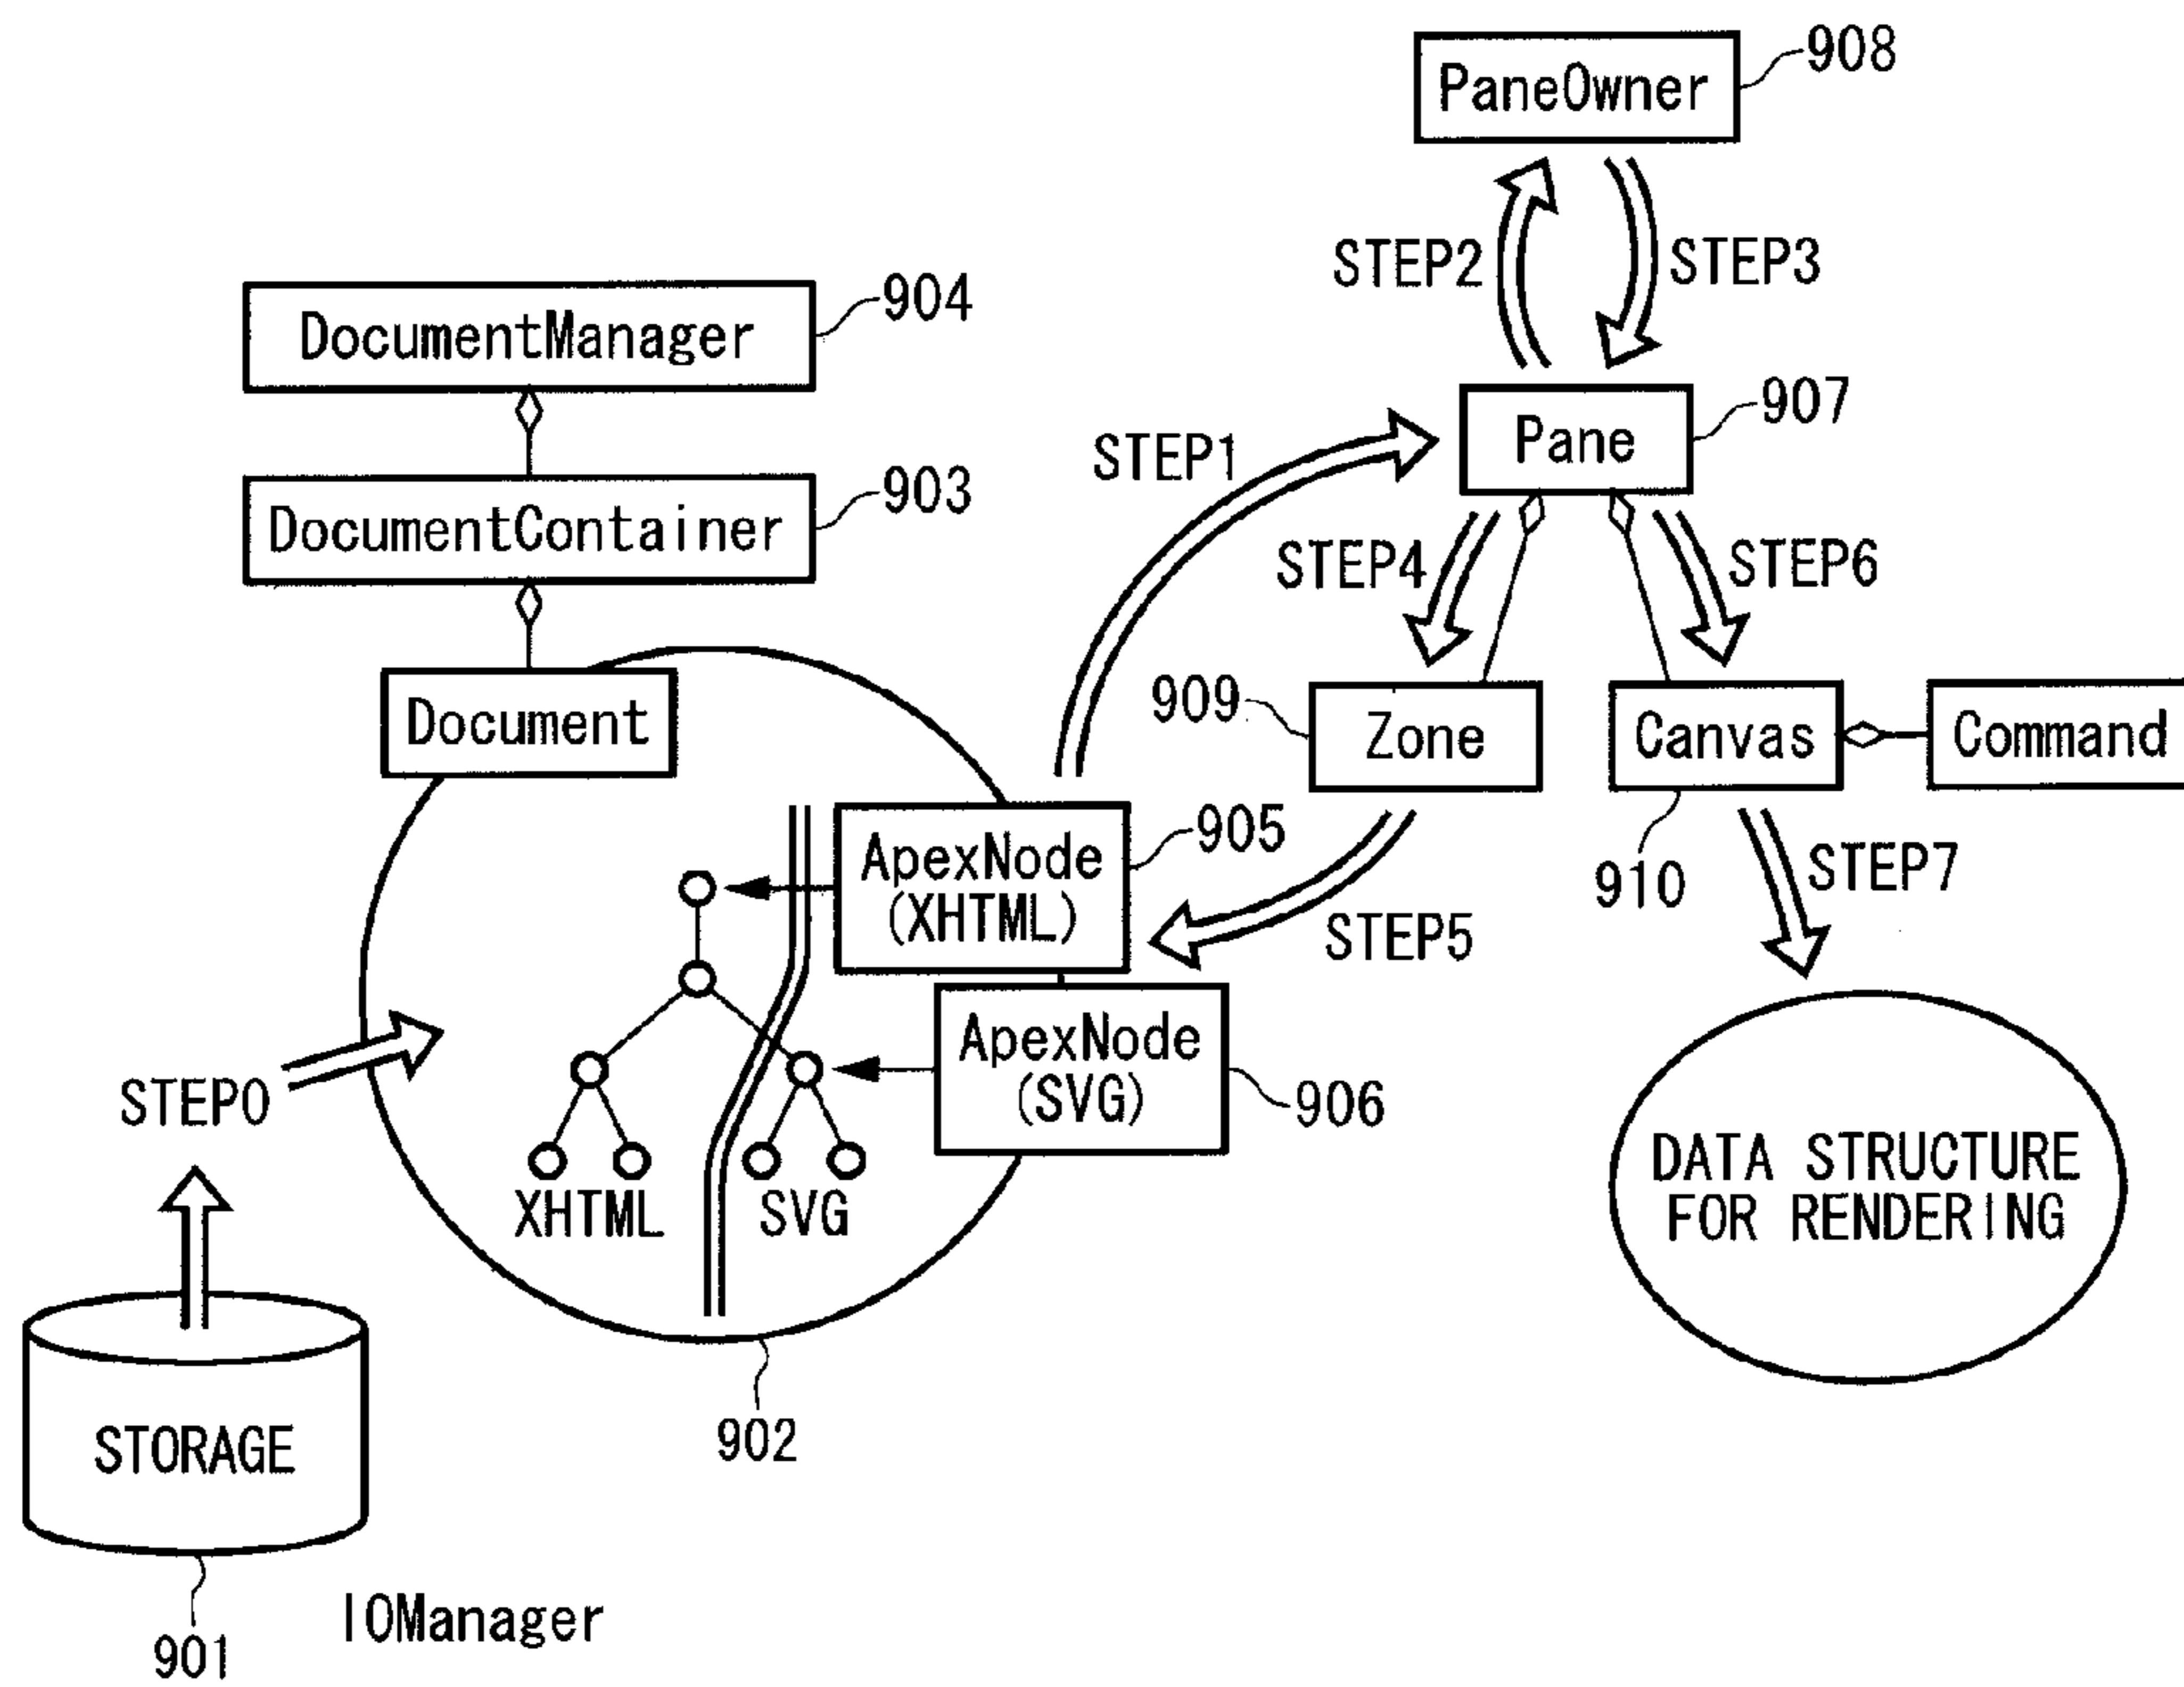 908
PaneOwner
STEP2
STEP3
904
DocumentManager
907
Pane
STEP1
903
DocumentContainer
STEP4
STEP6
Document
909
Zone
Canvas
Command
905
ApexNode
(XHTML)
910
STEP7
STEP5
ApexNode
(SVG)
906
STEP0
XHTML
SVG
DATA STRUCTURE
FOR RENDERING
902
STORAGE
IOManager
901